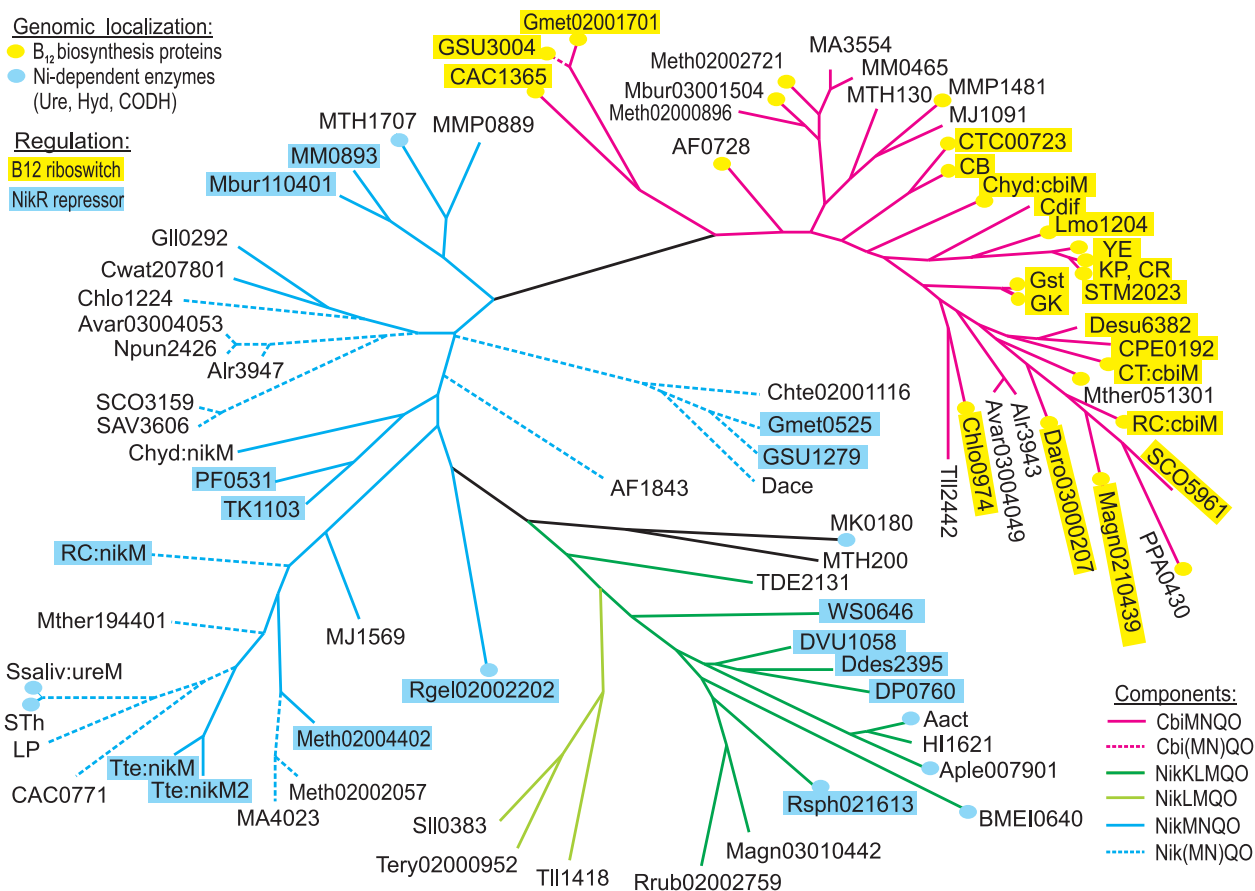 Genomic localization:
B12 biosynthesis proteins
Ni-dependent enzymes
(Ure, Hyd, CODH)
Regulation:
B12 riboswitch
NikR repressor
Gmet02001701
GSU3004
CAC1365
MA3554
Meth02002721
MM0465
Mbur03001504
MTH130
MMP1481
Meth02000896
MJ1091
AF0728
CTC00723
CB
Chyd:cbiM
Cdif
Lmo1204
YE
KP, CR
STM2023
Gst
GK
Desu6382
CPE0192
CT:cbiM
Mther051301
RC:cbiM
SCO5961
PPA0430
Magn0210439
Daro03000207
Alr3943
Avar03004049
Chlo0974
Tll2442
MTH1707
MMP0889
MM0893
Mbur110401
Gll0292
Cwat207801
Chlo1224
Avar03004053
Npun2426
Alr3947
SCO3159
SAV3606
Chyd:nikM
PF0531
TK1103
Chte02001116
Gmet0525
GSU1279
Dace
AF1843
RC:nikM
Mther194401
MJ1569
Ssaliv:ureM
STh
LP
CAC0771
Tte:nikM
Tte:nikM2
MA4023
Meth02002057
Meth02004402
Rgel02002202
MK0180
MTH200
TDE2131
WS0646
DVU1058
Ddes2395
DP0760
Aact
HI1621
Aple007901
BMEI0640
Rsph021613
Magn03010442
Rrub02002759
Sll0383
Tery02000952
Tll1418
Components:
CbiMNQO
Cbi(MN)QO
NikKLMQO
NikLMQO
NikMNQO
Nik(MN)QO